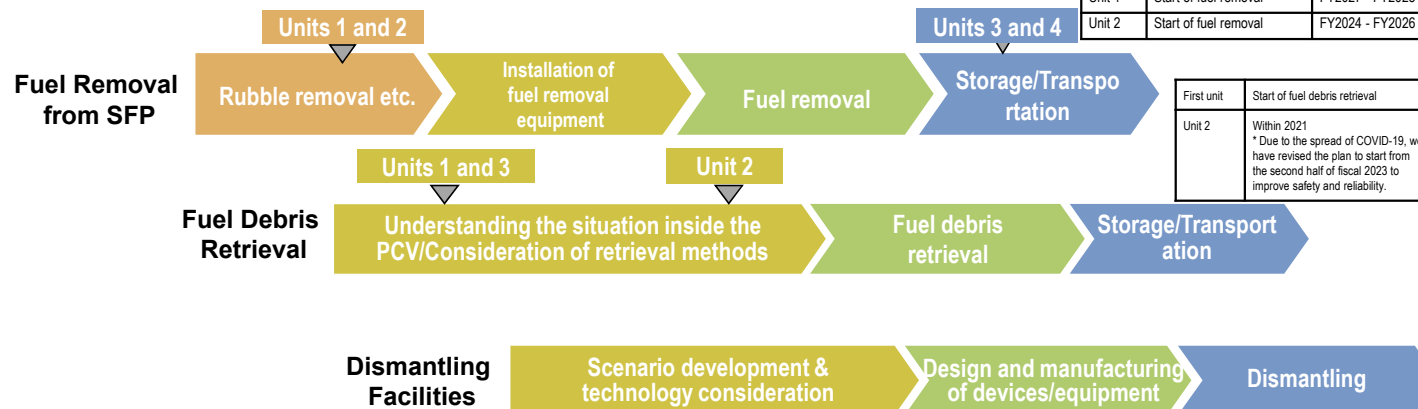 Unit 2
Start of fuel removal
FY2024 - FY2026
Units 1 and 2
Units 3 and 4
Fuel Removal
from SFP
Rubble removal etc.
Installation of
fuel removal
equipment
Fuel removal
Storage/Transpo
rtation
First unit
Start of fuel debris retrieval
Unit 2
Within 2021
* Due to the spread of COVID-19, we
have revised the plan to start from
the second half of fiscal 2023 to
improve safety and reliability.
Units 1 and 3
Unit 2
Fuel Debris
Retrieval
Understanding the situation inside the
PCV/Consideration of retrieval methods
Fuel debris
retrieval
Storage/Transport
ation
Dismantling
Facilities
Scenario development &
technology consideration
Design and manufacturing
of devices/equipment
Dismantling